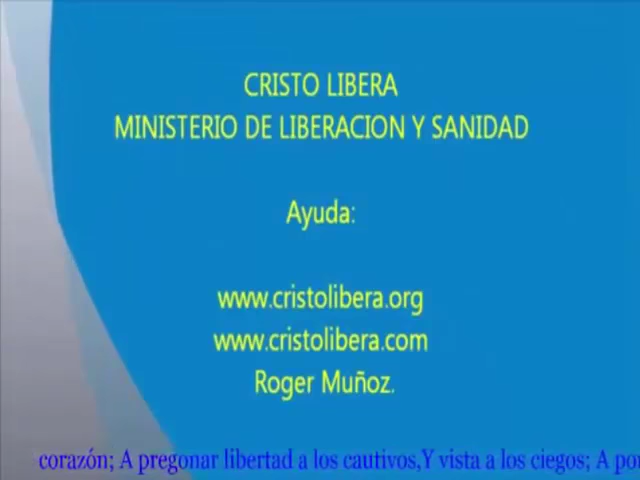 CRISTO LIBERA
MINISTERIO DE LIBERACION Y SANIDAD
Ayuda:
www.cristolibera.org
www.cristolibera.com
Roger Muñoz.
corazón; A pregonar libertad a los cautivos,Y vista a los ciegos; A